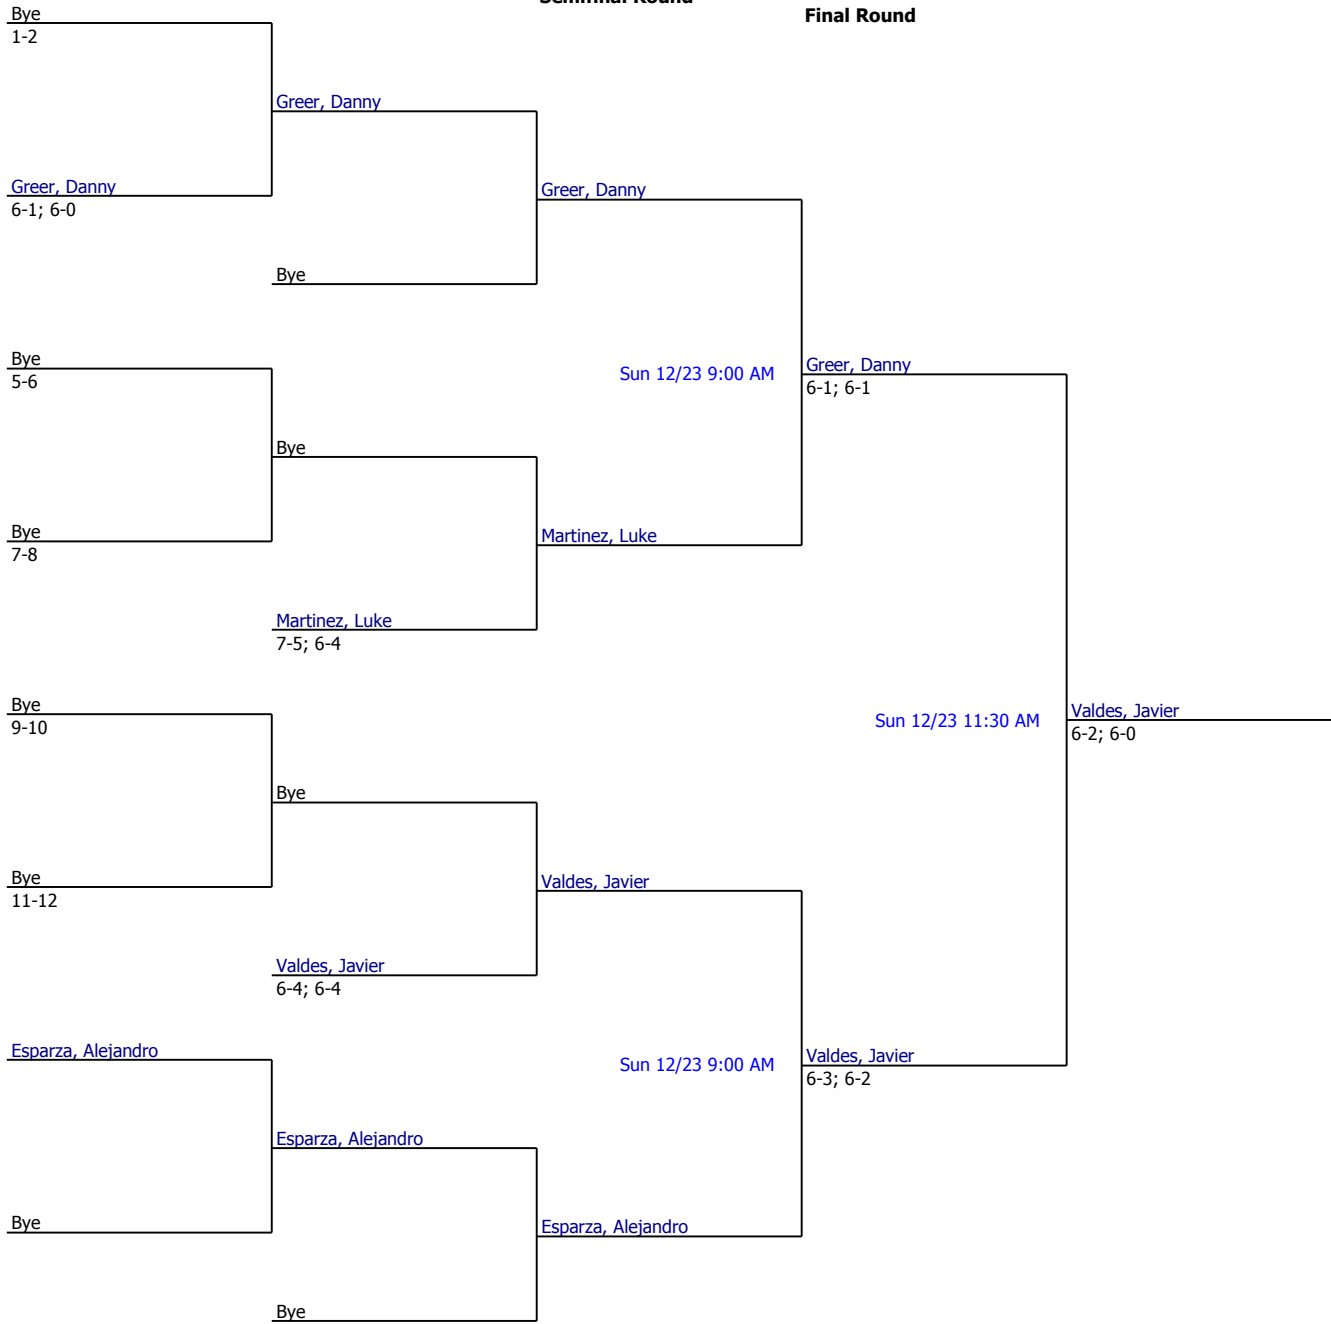 Semifinal Round
Final Round
Bye
1-2
Greer, Danny
Greer, Danny
6-1; 6-0
Greer, Danny
Bye
Bye
5-6
Sun 12/23 9:00 AM
Greer, Danny
6-1; 6-1
Bye
Bye
7-8
Martinez, Luke
Martinez, Luke
7-5; 6-4
Bye
9-10
Sun 12/23 11:30 AM
Valdes, Javier
6-2; 6-0
Bye
Bye
11-12
Valdes, Javier
Valdes, Javier
6-4; 6-4
Esparza, Alejandro
Sun 12/23 9:00 AM
Valdes, Javier
6-3; 6-2
Esparza, Alejandro
Bye
Esparza, Alejandro
Bye